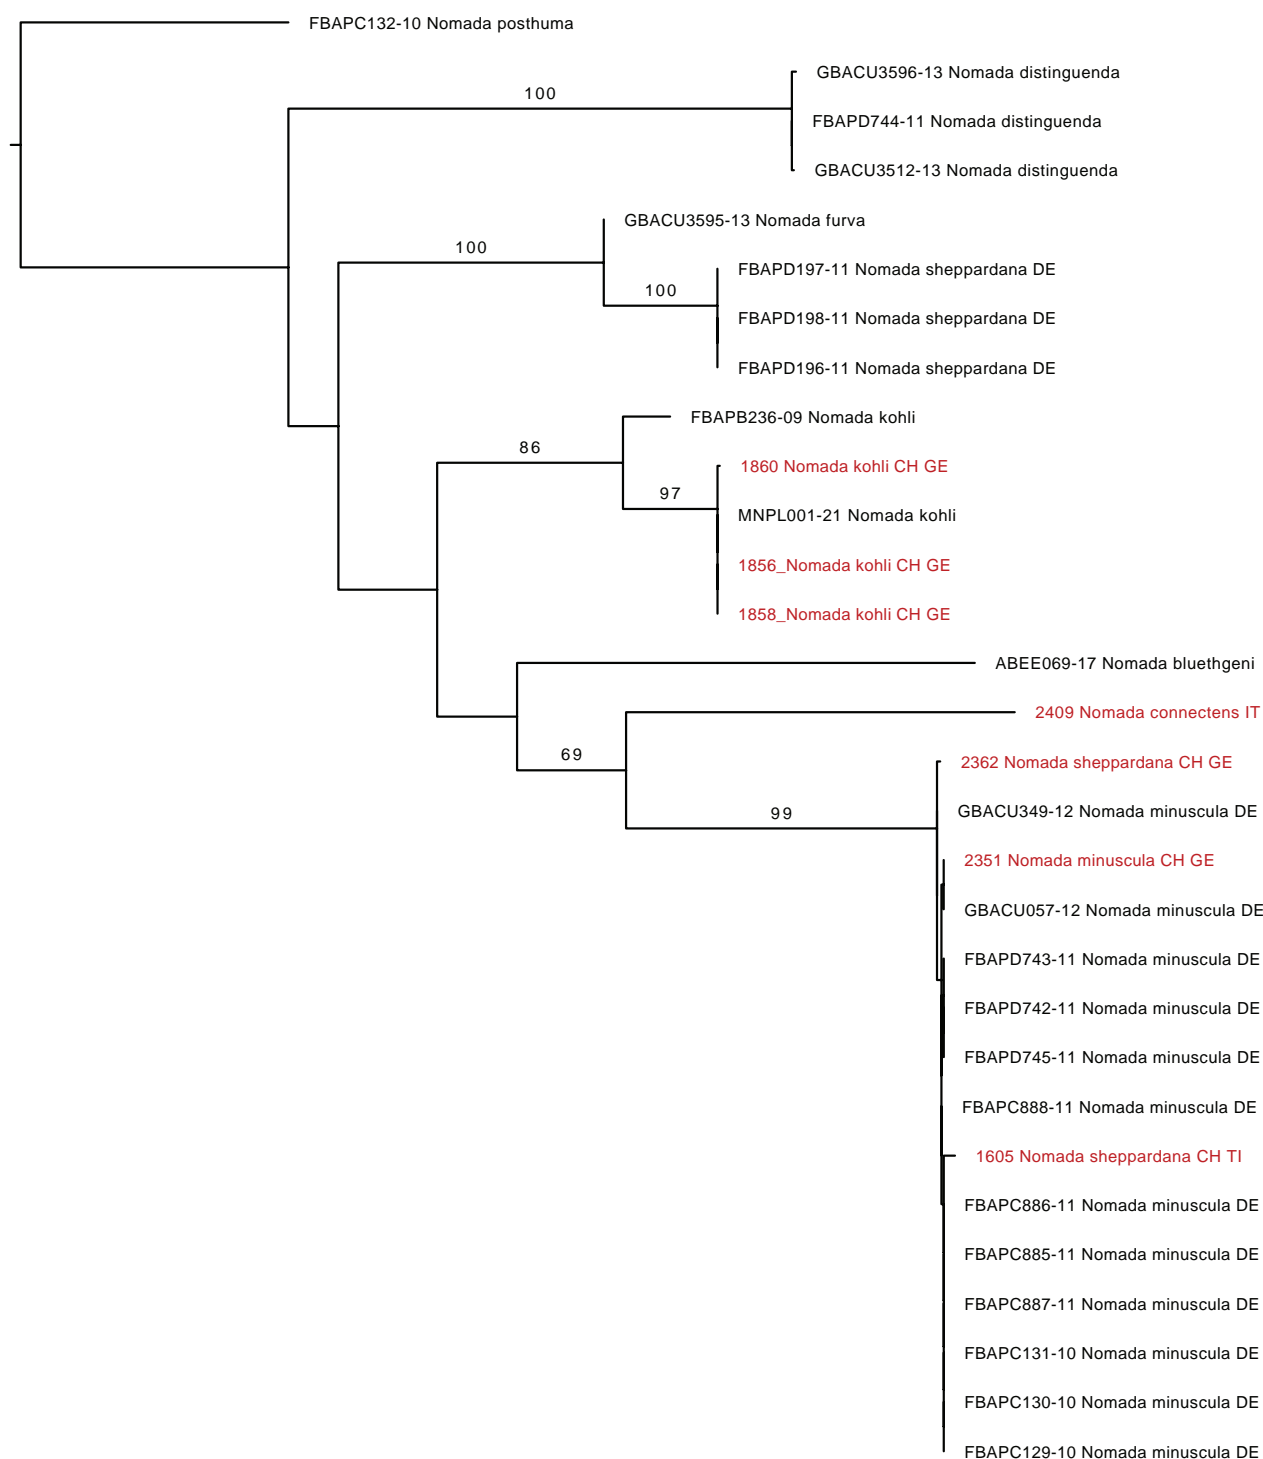 FBAPC132-10 Nomada posthuma
GBACU3596-13 Nomada distinguenda
100
FBAPD744-11 Nomada distinguenda
GBACU3512-13 Nomada distinguenda
GBACU3595-13 Nomada furva
100
FBAPD197-11 Nomada sheppardana DE
100
FBAPD198-11 Nomada sheppardana DE
FBAPD196-11 Nomada sheppardana DE
FBAPB236-09 Nomada kohli
86
1860 Nomada kohli CH GE
97
MNPL001-21 Nomada kohli
1856_Nomada kohli CH GE
1858_Nomada kohli CH GE
ABEE069-17 Nomada bluethgeni
2409 Nomada connectens IT
69
2362 Nomada sheppardana CH GE
99
GBACU349-12 Nomada minuscula DE
2351 Nomada minuscula CH GE
GBACU057-12 Nomada minuscula DE
FBAPD743-11 Nomada minuscula DE
FBAPD742-11 Nomada minuscula DE
FBAPD745-11 Nomada minuscula DE
FBAPC888-11 Nomada minuscula DE
1605 Nomada sheppardana CH TI
FBAPC886-11 Nomada minuscula DE
FBAPC885-11 Nomada minuscula DE
FBAPC887-11 Nomada minuscula DE
FBAPC131-10 Nomada minuscula DE
FBAPC130-10 Nomada minuscula DE
FBAPC129-10 Nomada minuscula DE